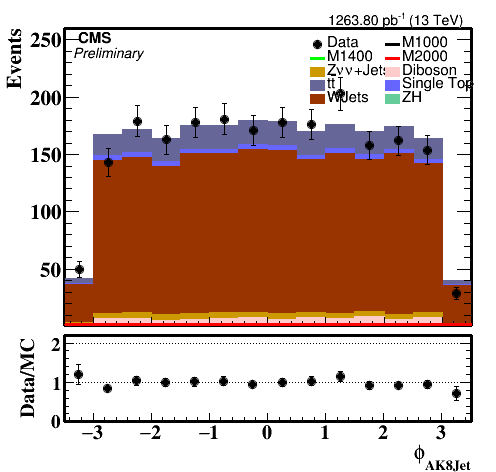 1263.80 pb⁻¹ (13 TeV)
CMS
Preliminary
Data
M1000
M1400
M2000
Zνν+Jets
Diboson
tt
Single Top
WJets
ZH
Events
250
200
150
100
50
Data/MC
2
1
0
−3 −2 −1 0 1 2 3
ϕ AK8Jet